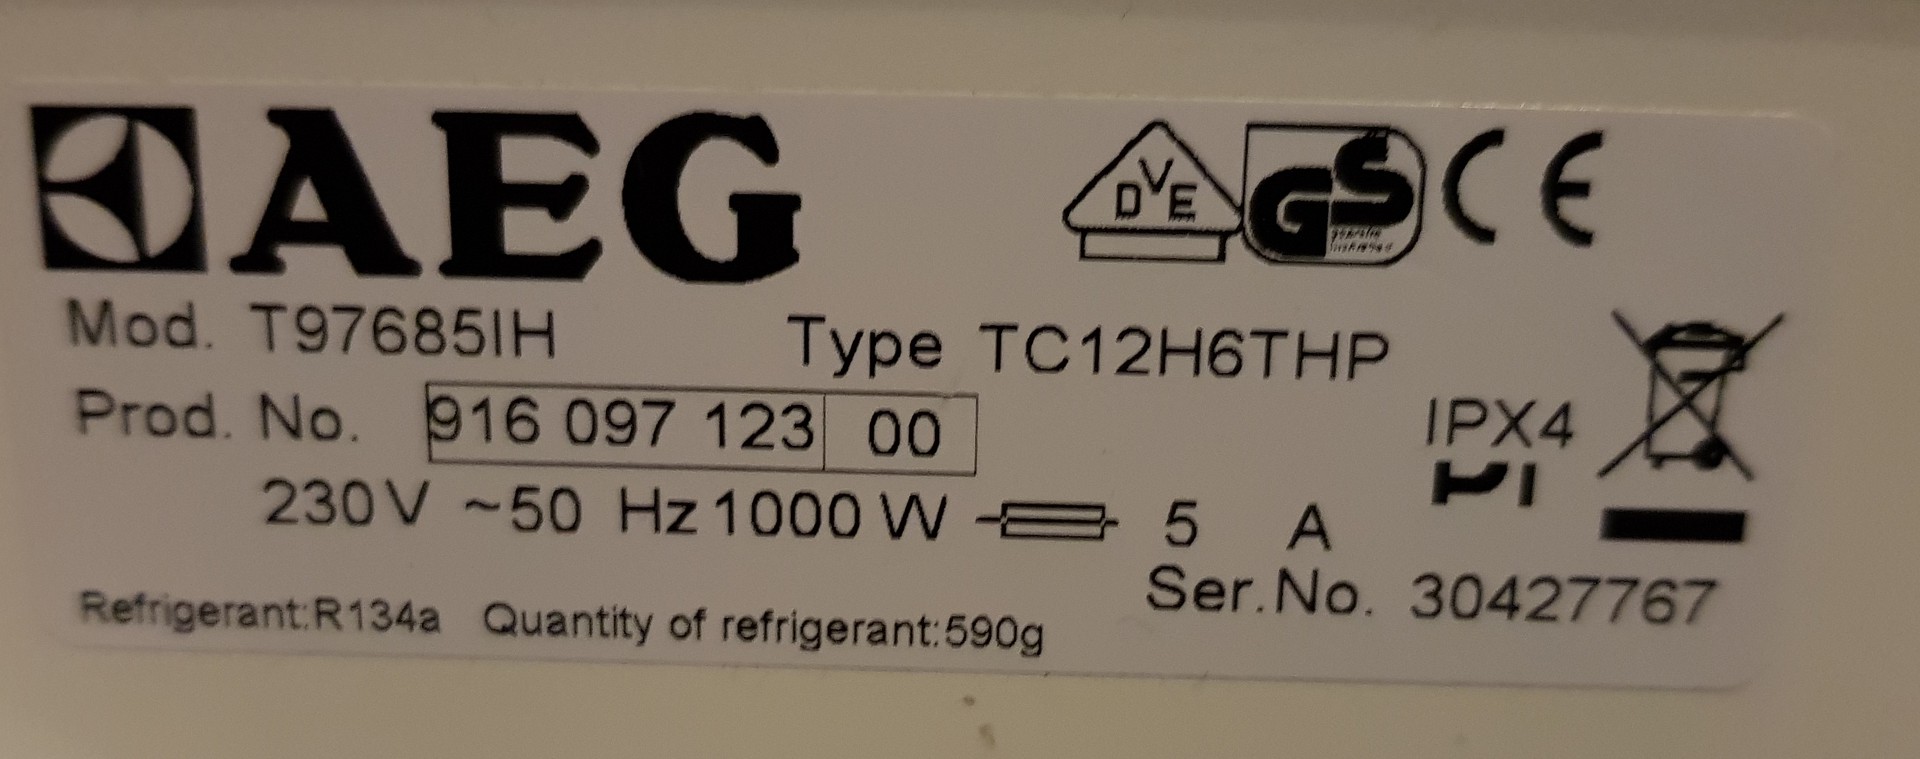 AEG
DVE GS CE
Mod. T97685IH Type TC12H6THP
Prod. No. 916 097 123 00
IPX4
230V ~50 Hz 1000 W 5 A
Ser.No. 30427767
Refrigerant:R134a Quantity of refrigerant:590g